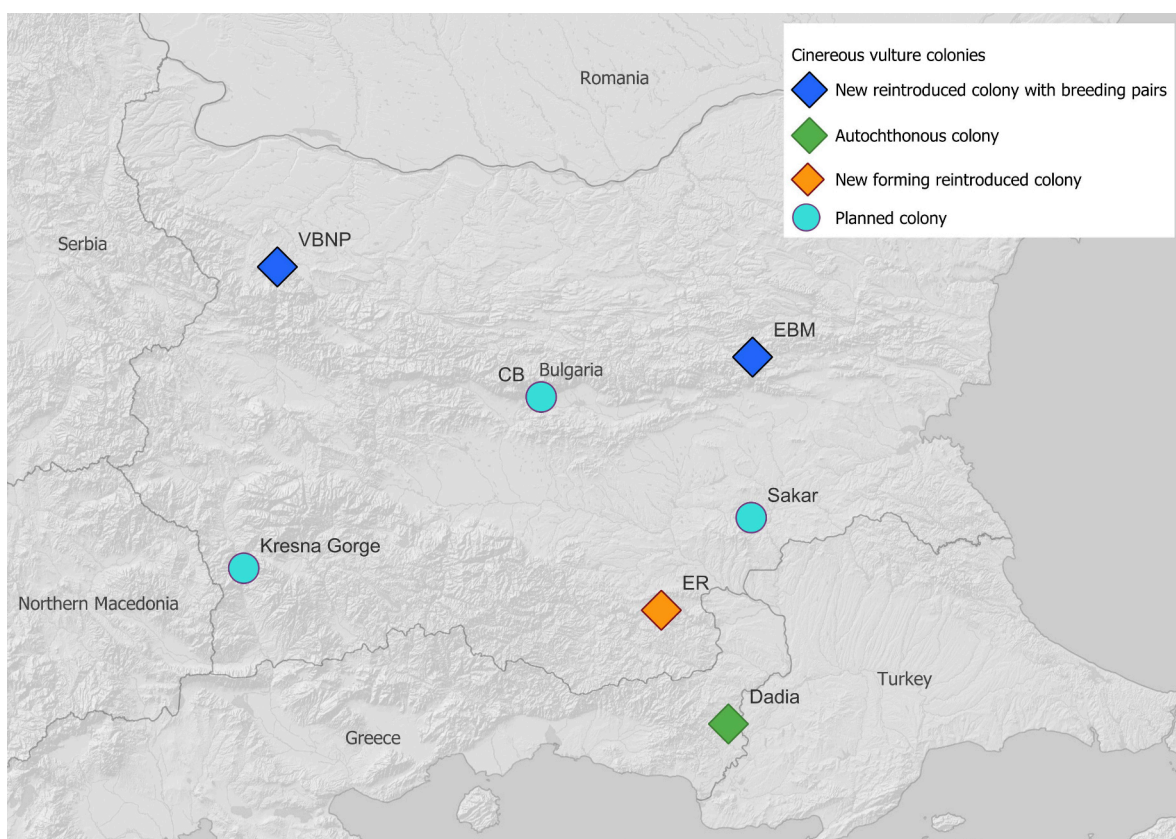 Cinereous vulture colonies
New reintroduced colony with breeding pairs
Autochthonous colony
New forming reintroduced colony
Planned colony
Romania
Serbia
VBNP
EBM
CB
Bulgaria
Sakar
Kresna Gorge
ER
Northern Macedonia
Turkey
Dadia
Greece